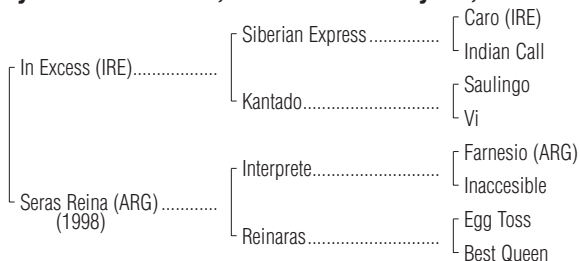 Caro (IRE)
Siberian Express..............
Indian Call
In Excess (IRE)..................
Saulingo
Kantado...........................
Vi
Farnesio (ARG)
Interprete.........................
Inaccesible
Seras Reina (ARG) ............
(1998)
Egg Toss
Reinaras...........................
Best Queen